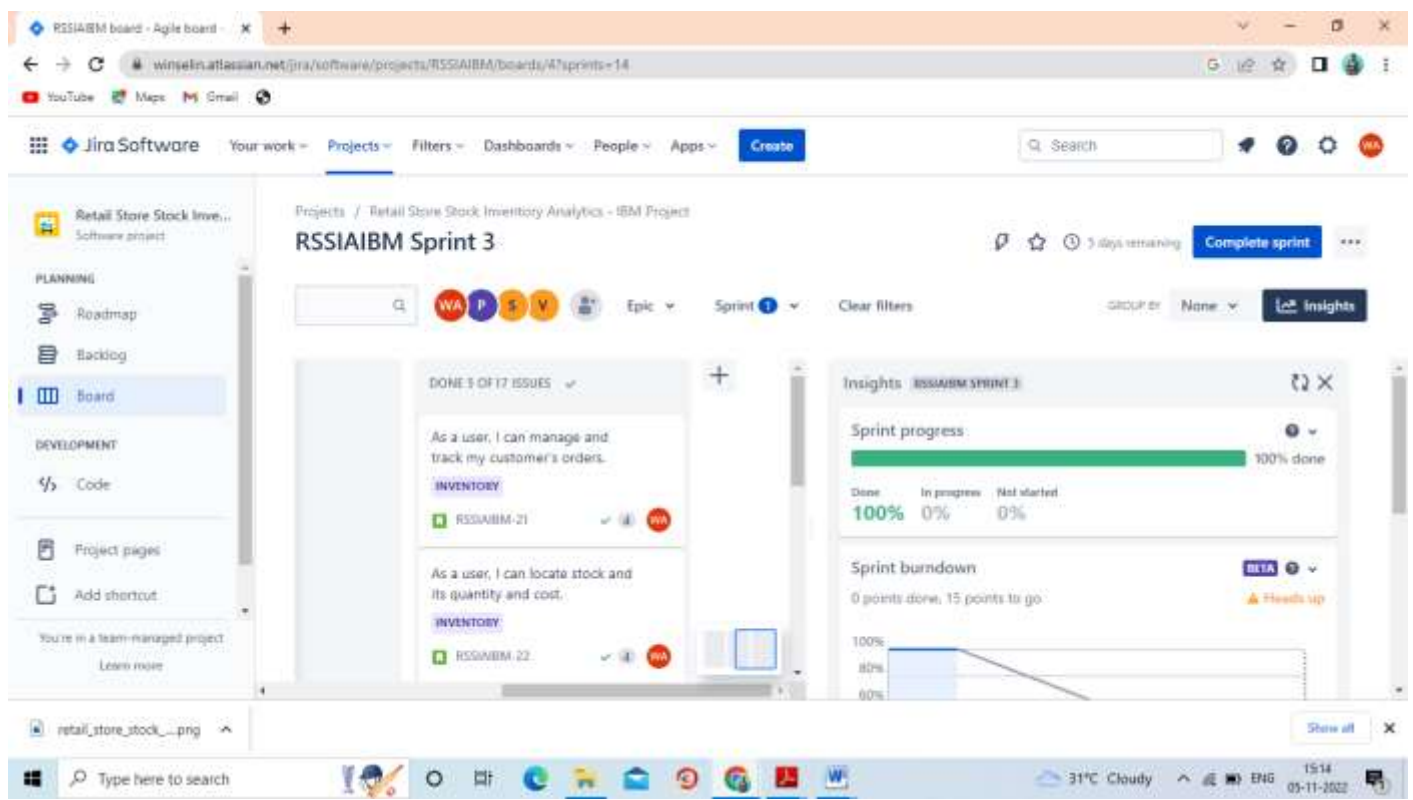 RSSIAIBM board - Agile board -
winselin.atlassian.net/jira/software/projects/RSSIAIBM/boards/4?sprints=14
YouTube Maps Gmail
Jira Software Your work Projects Filters Dashboards People Apps Create Search WA
Retail Store Stock Inve...
Software project
Projects / Retail Store Stock Inventory Analytics - IBM Project
RSSIAIBM Sprint 3
5 days remaining Complete sprint
PLANNING
Roadmap
Backlog
Board
DEVELOPMENT
Code
Project pages
Add shortcut
You're in a team-managed project
Learn more
WA P S V Epic Sprint 1 Clear filters GROUP BY None Insights
DONE 5 OF 17 ISSUES
As a user, I can manage and
track my customer's orders.
INVENTORY
RSSIAIBM-21 4 WA
As a user, I can locate stock and
its quantity and cost.
INVENTORY
RSSIAIBM-22 4 WA
Insights RSSIAIBM SPRINT 3
Sprint progress
100% done
Done In progress Not started
100% 0% 0%
Sprint burndown BETA
0 points done, 15 points to go Heads up
100%
80%
60%
retail_store_stock_....png Show all
Type here to search 31°C Cloudy ENG 15:14
05-11-2022